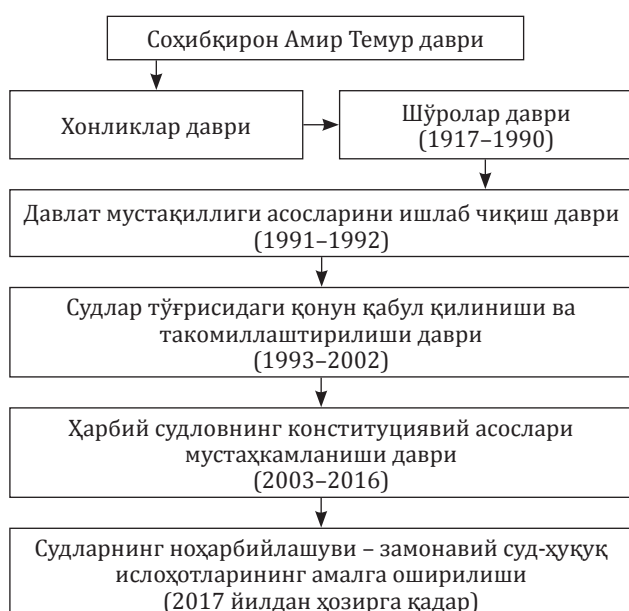 Соҳибқирон Амир Темур даври
Хонликлар даври
Шўролар даври
(1917–1990)
Давлат мустақиллиги асосларини ишлаб чиқиш даври
(1991–1992)
Судлар тўғрисидаги қонун қабул қилиниши ва
такомиллаштирилиши даври
(1993–2002)
Ҳарбий судловнинг конституциявий асослари
мустаҳкамланиши даври
(2003–2016)
Судларнинг ноҳарбийлашуви – замонавий суд-ҳуқуқ
ислоҳотларининг амалга оширилиши
(2017 йилдан ҳозирга қадар)